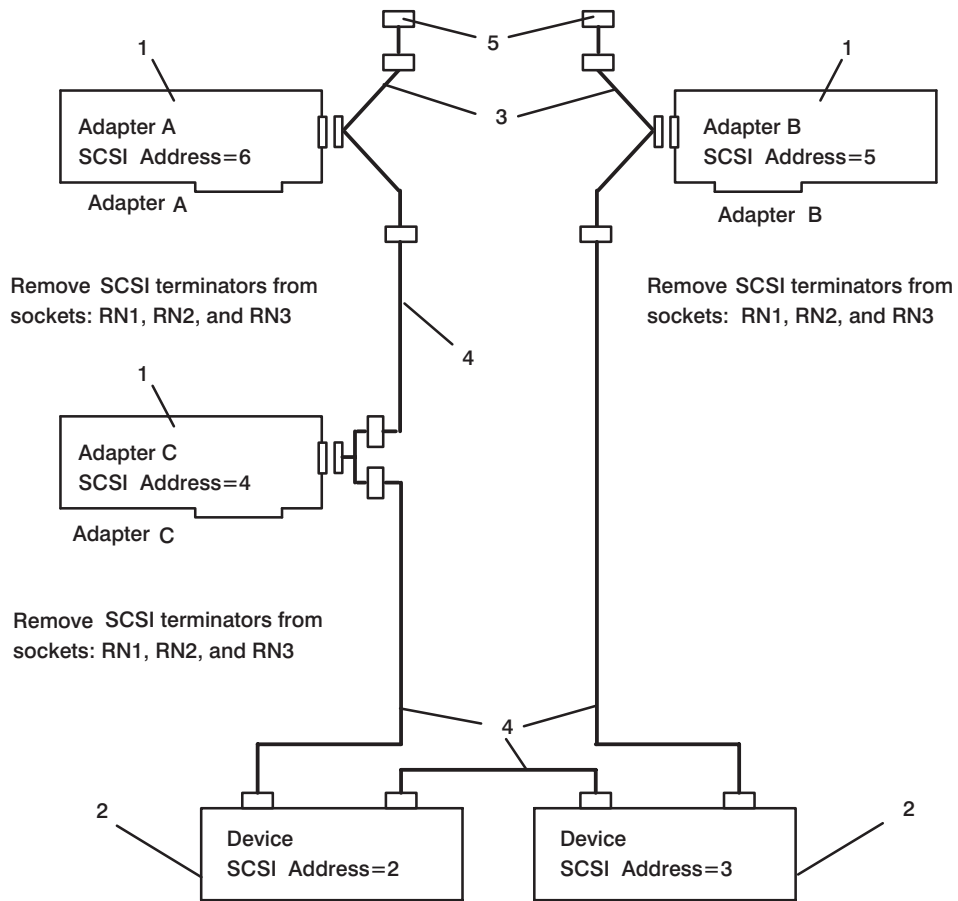 5
1
1
3
Adapter A
SCSI Address=6
Adapter B
SCSI Address=5
Adapter A
Adapter B
Remove SCSI terminators from
sockets: RN1, RN2, and RN3
Remove SCSI terminators from
sockets: RN1, RN2, and RN3
4
1
Adapter C
SCSI Address=4
Adapter C
Remove SCSI terminators from
sockets: RN1, RN2, and RN3
4
2
2
Device
SCSI Address=2
Device
SCSI Address=3